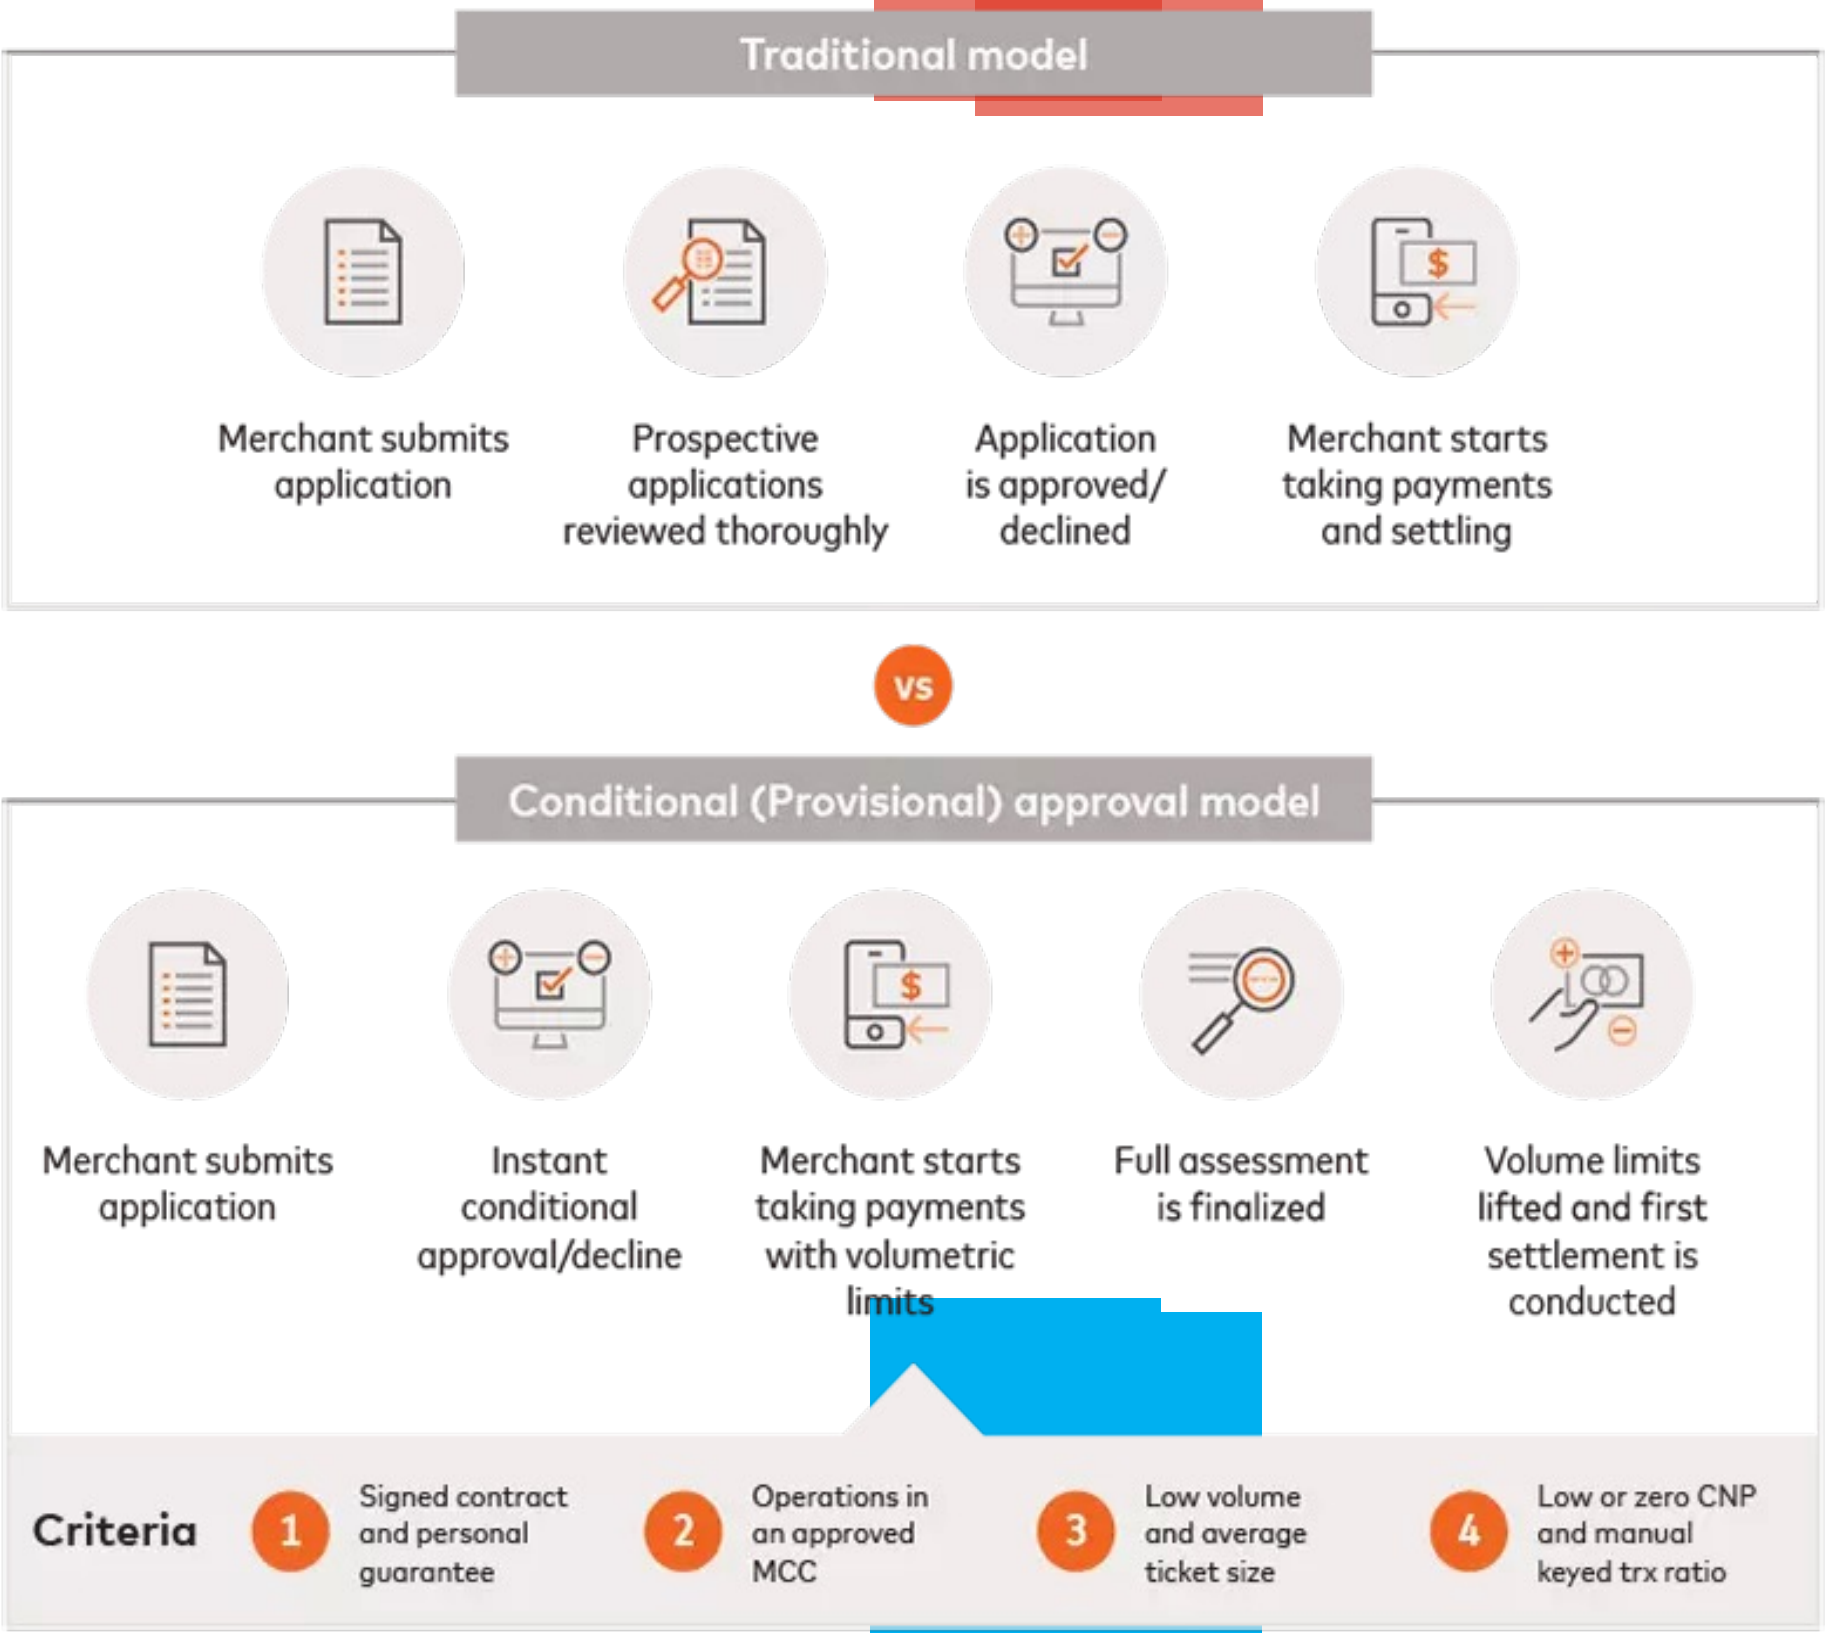 Traditional model
Merchant submits
application
Prospective
applications
reviewed thoroughly
Application
is approved/
declined
Merchant starts
taking payments
and settling
vs
Conditional (Provisional) approval model
Merchant submits
application
Instant
conditional
approval/decline
Merchant starts
taking payments
with volumetric
limits
Full assessment
is finalized
Volume limits
lifted and first
settlement is
conducted
Criteria
1
Signed contract
and personal
guarantee
2
Operations in
an approved
MCC
3
Low volume
and average
ticket size
4
Low or zero CNP
and manual
keyed trx ratio